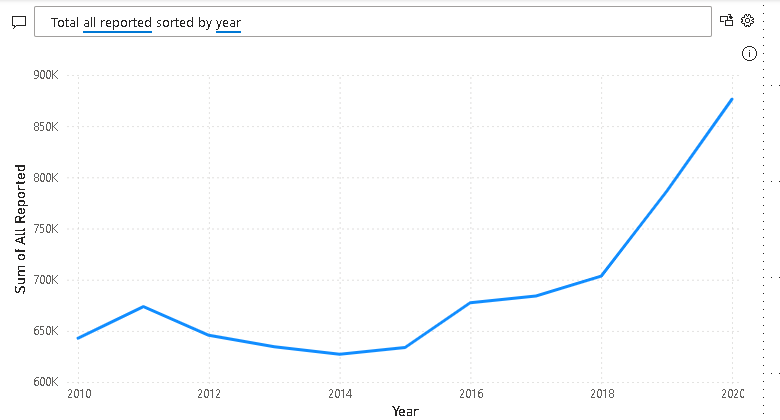 Total all reported sorted by year
900K
850K
800K
750K
700K
650K
600K
Sum of All Reported
2010 2012 2014 2016 2018 2020
Year